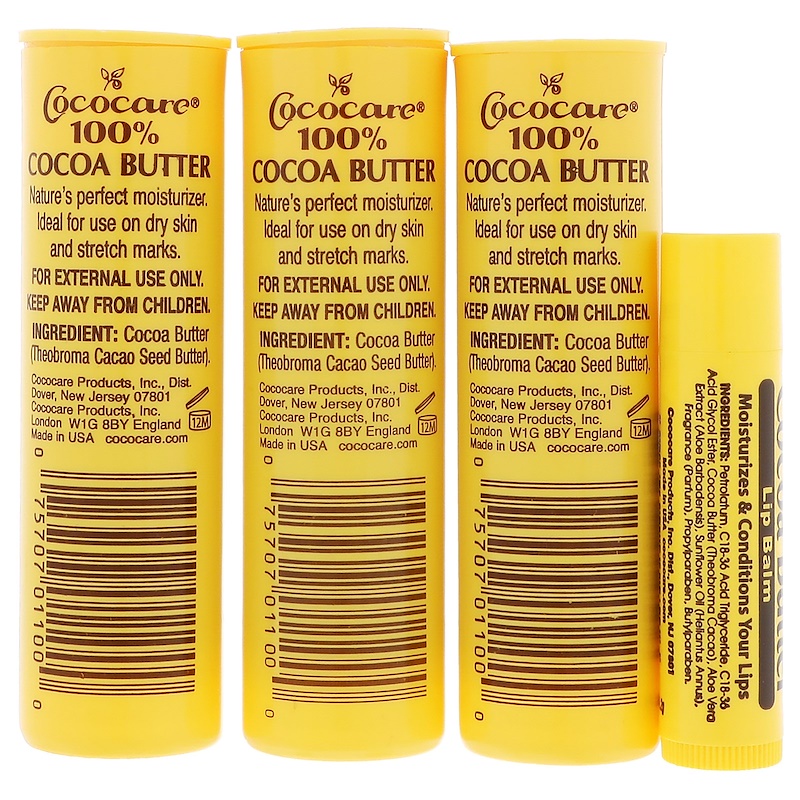 Cococare®
100%
COCOA BUTTER
Nature's perfect moisturizer.
Ideal for use on dry skin
and stretch marks.
FOR EXTERNAL USE ONLY.
KEEP AWAY FROM CHILDREN.
INGREDIENT: Cocoa Butter
(Theobroma Cacao Seed Butter).
Cococare Products, Inc., Dist.
Dover, New Jersey 07801
Cococare Products, Inc.
London W1G 8BY England
Made in USA cococare.com
12M
0 75707 01100 0
Cococare®
100%
COCOA BUTTER
Nature's perfect moisturizer.
Ideal for use on dry skin
and stretch marks.
FOR EXTERNAL USE ONLY.
KEEP AWAY FROM CHILDREN.
INGREDIENT: Cocoa Butter
(Theobroma Cacao Seed Butter).
Cococare Products, Inc., Dist.
Dover, New Jersey 07801
Cococare Products, Inc.
London W1G 8BY England
Made in USA cococare.com
12M
0 75707 01100 0
Cococare®
100%
COCOA BUTTER
Nature's perfect moisturizer.
Ideal for use on dry skin
and stretch marks.
FOR EXTERNAL USE ONLY.
KEEP AWAY FROM CHILDREN.
INGREDIENT: Cocoa Butter
(Theobroma Cacao Seed Butter).
Cococare Products, Inc., Dist.
Dover, New Jersey 07801
Cococare Products, Inc.
London W1G 8BY England
Made in USA cococare.com
12M
0 75707 01100 0
Cocoa Butter
Lip Balm
Moisturizes & Conditions Your Lips
INGREDIENTS: Petrolatum, C18-36 Acid Triglyceride, C18-36
Acid Glycol Ester, Cocoa Butter (Theobroma Cacao), Aloe Vera
Extract (Aloe Barbadensis), Sunflower Oil (Helianthus Annus),
Fragrance (Parfum), Propylparaben, Butylparaben.
Cococare Products, Inc., Dist., Dover, NJ 07801